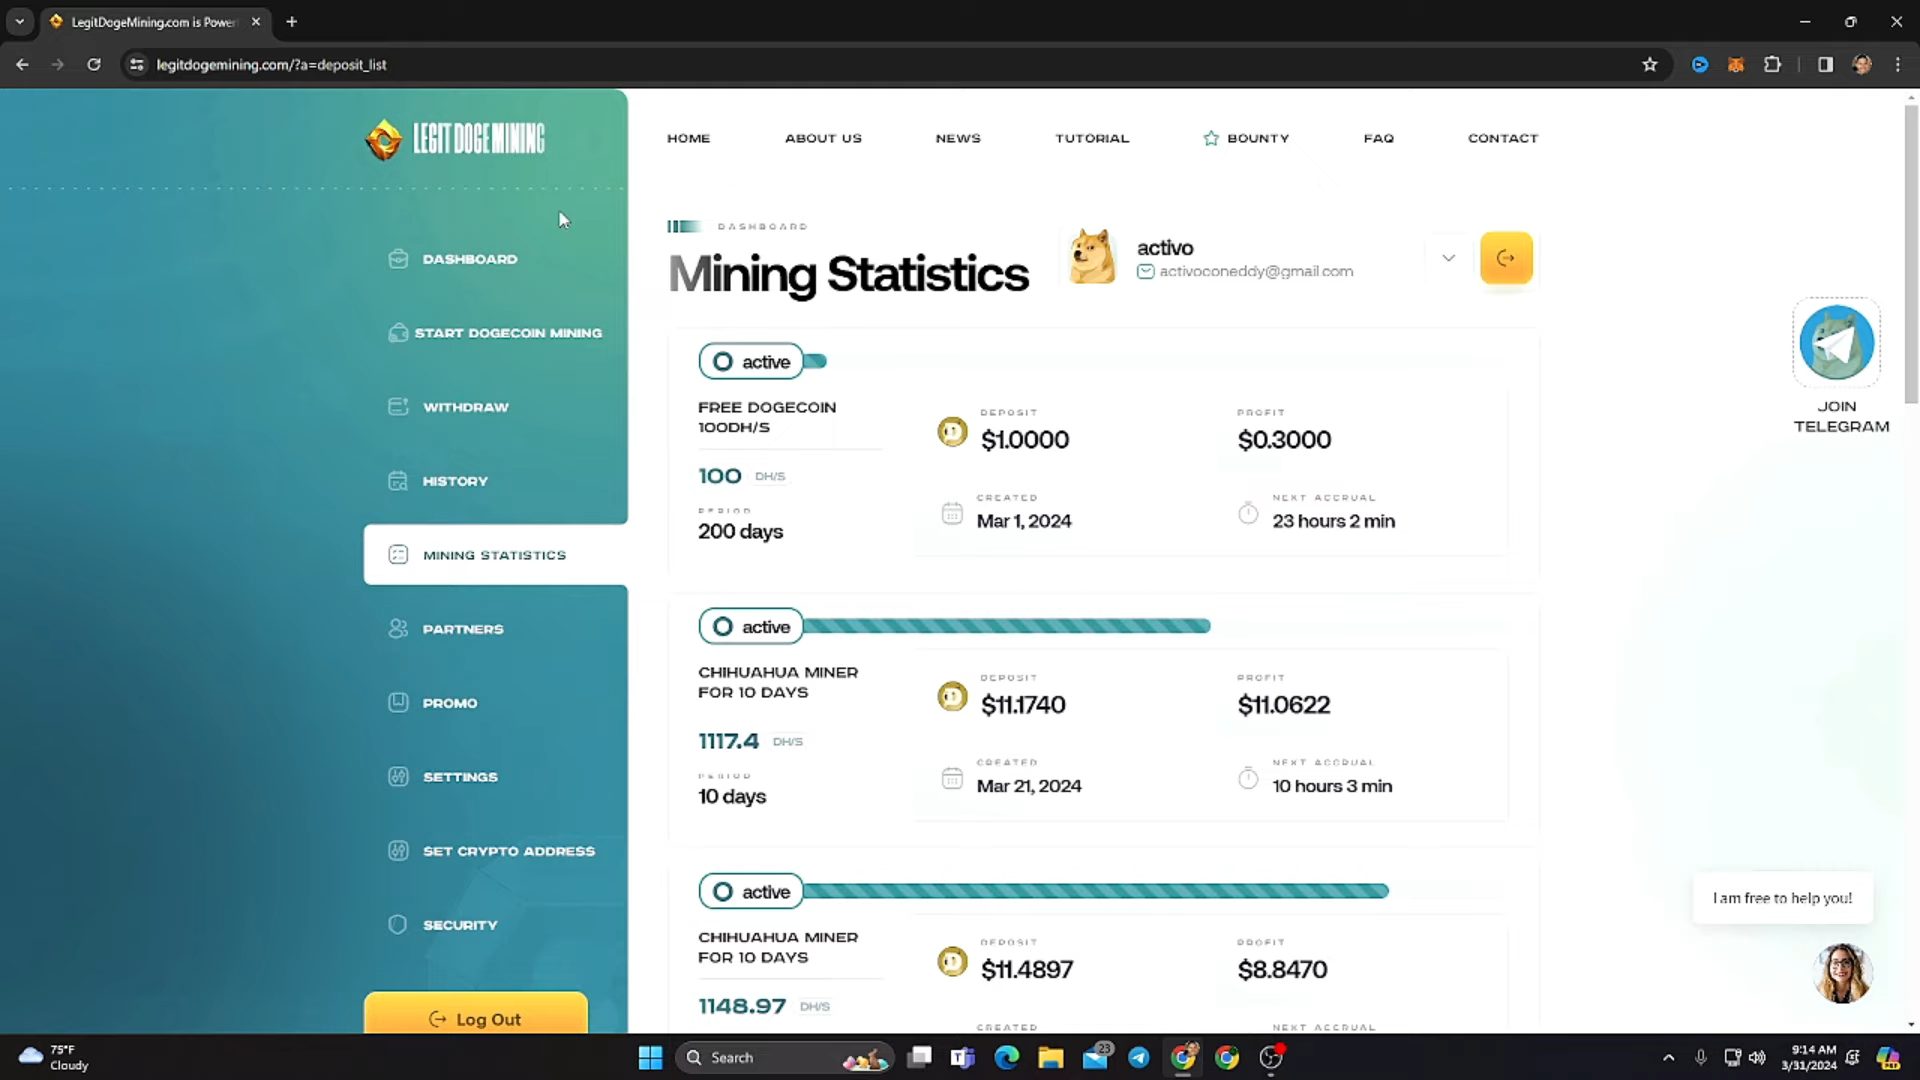 LegitDogeMining.com is Power
legitdogemining.com/?a=deposit_list
LEGIT DOGE MINING
HOME
ABOUT US
NEWS
TUTORIAL
BOUNTY
FAQ
CONTACT
DASHBOARD
START DOGECOIN MINING
WITHDRAW
HISTORY
MINING STATISTICS
PARTNERS
PROMO
SETTINGS
SET CRYPTO ADDRESS
SECURITY
Log Out
DASHBOARD
Mining Statistics
activo
activoconeddy@gmail.com
active
FREE DOGECOIN
100DH/S
100 DH/S
PERIOD
200 days
DEPOSIT
$1.0000
PROFIT
$0.3000
CREATED
Mar 1, 2024
NEXT ACCRUAL
23 hours 2 min
active
CHIHUAHUA MINER
FOR 10 DAYS
1117.4 DH/S
PERIOD
10 days
DEPOSIT
$11.1740
PROFIT
$11.0622
CREATED
Mar 21, 2024
NEXT ACCRUAL
10 hours 3 min
active
CHIHUAHUA MINER
FOR 10 DAYS
1148.97 DH/S
DEPOSIT
$11.4897
PROFIT
$8.8470
CREATED
NEXT ACCRUAL
JOIN
TELEGRAM
I am free to help you!
75°F
Cloudy
Search
23
9:14 AM
3/31/2024